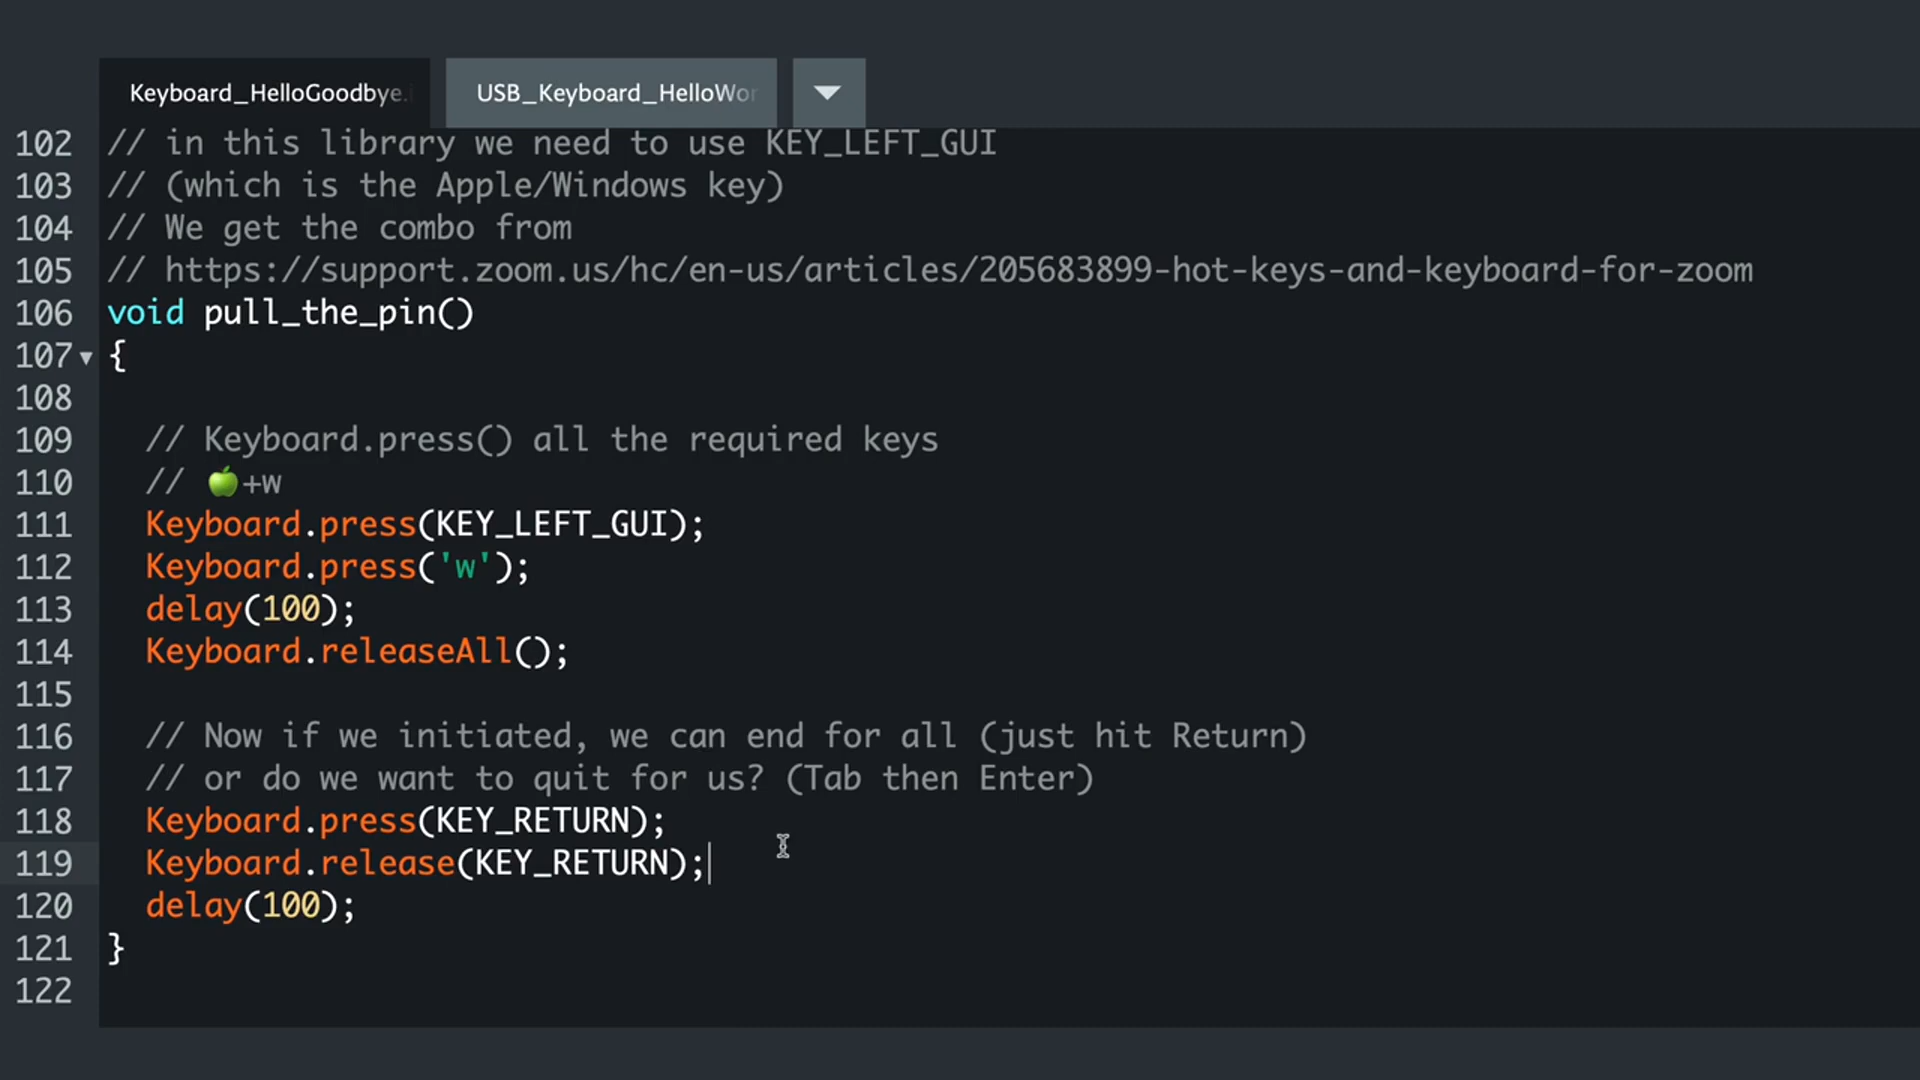 Keyboard_HelloGoodbye.
USB_Keyboard_HelloWor
102 // in this library we need to use KEY_LEFT_GUI
103 // (which is the Apple/Windows key)
104 // We get the combo from
105 // https://support.zoom.us/hc/en-us/articles/205683899-hot-keys-and-keyboard-for-zoom
106 void pull_the_pin()
107 {
108
109 // Keyboard.press() all the required keys
110 // 🍏+w
111 Keyboard.press(KEY_LEFT_GUI);
112 Keyboard.press('w');
113 delay(100);
114 Keyboard.releaseAll();
115
116 // Now if we initiated, we can end for all (just hit Return)
117 // or do we want to quit for us? (Tab then Enter)
118 Keyboard.press(KEY_RETURN);
119 Keyboard.release(KEY_RETURN);
120 delay(100);
121 }
122